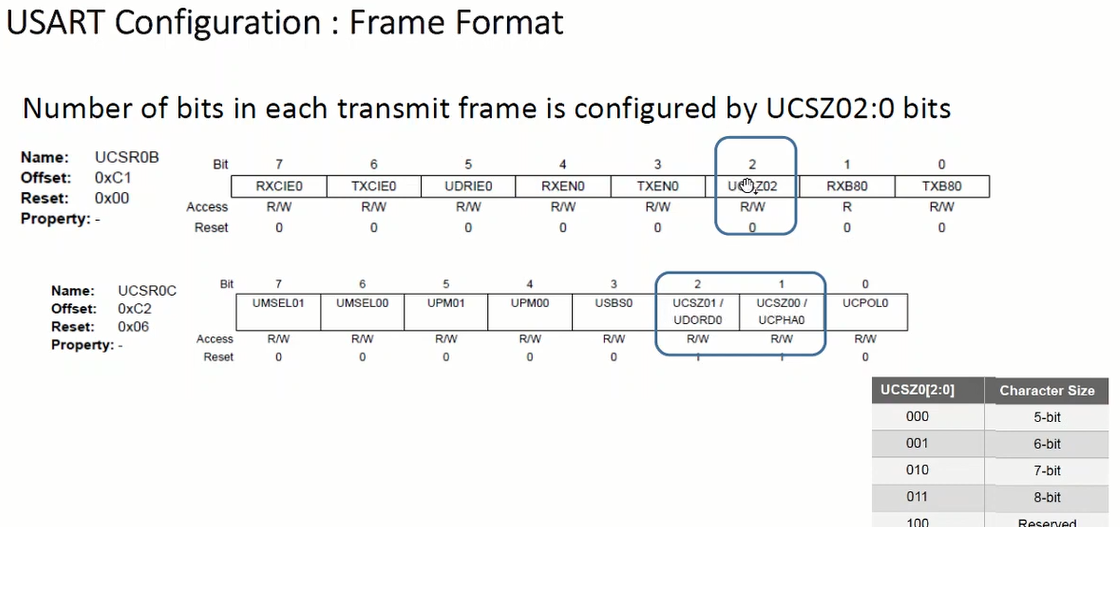 USART Configuration : Frame Format
Number of bits in each transmit frame is configured by UCSZ02:0 bits
Name: UCSR0B
Offset: 0xC1
Reset: 0x00
Property: -
Bit 7 6 5 4 3 2 1 0
RXCIE0 TXCIE0 UDRIE0 RXEN0 TXEN0 UCSZ02 RXB80 TXB80
Access R/W R/W R/W R/W R/W R/W R R/W
Reset 0 0 0 0 0 0 0 0
Name: UCSR0C
Offset: 0xC2
Reset: 0x06
Property: -
Bit 7 6 5 4 3 2 1 0
UMSEL01 UMSEL00 UPM01 UPM00 USBS0 UCSZ01 / UCSZ00 / UCPOL0
UDORD0 UCPHA0
Access R/W R/W R/W R/W R/W R/W R/W R/W
Reset 0 0 0 0 0 1 1 0
UCSZ0[2:0] Character Size
000 5-bit
001 6-bit
010 7-bit
011 8-bit
100 Reserved